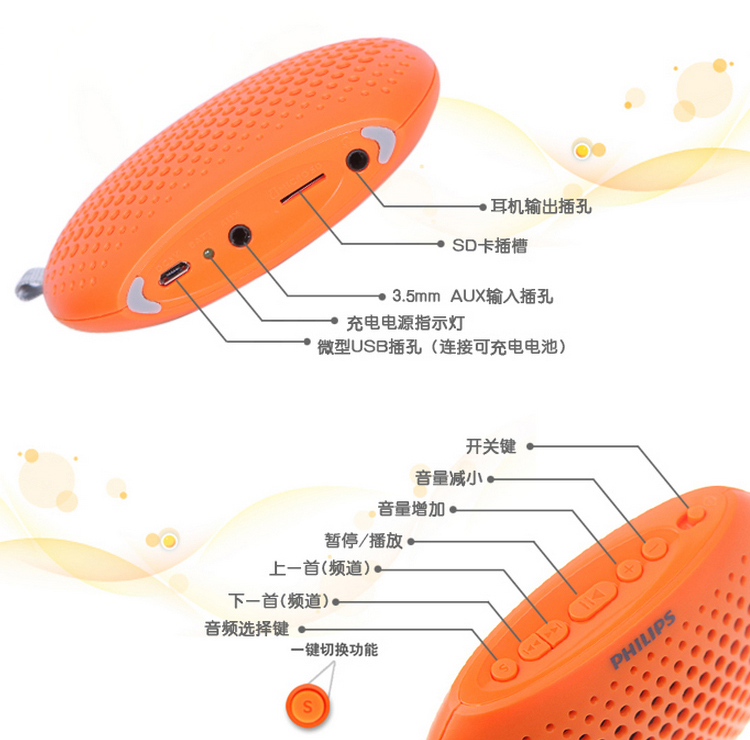 耳机输出插孔
SD卡插槽
3.5mm AUX输入插孔
充电电源指示灯
微型USB插孔（连接可充电电池）
开关键
音量减小
音量增加
暂停/播放
上一首(频道)
下一首(频道)
音频选择键
一键切换功能
S
PHILIPS
S